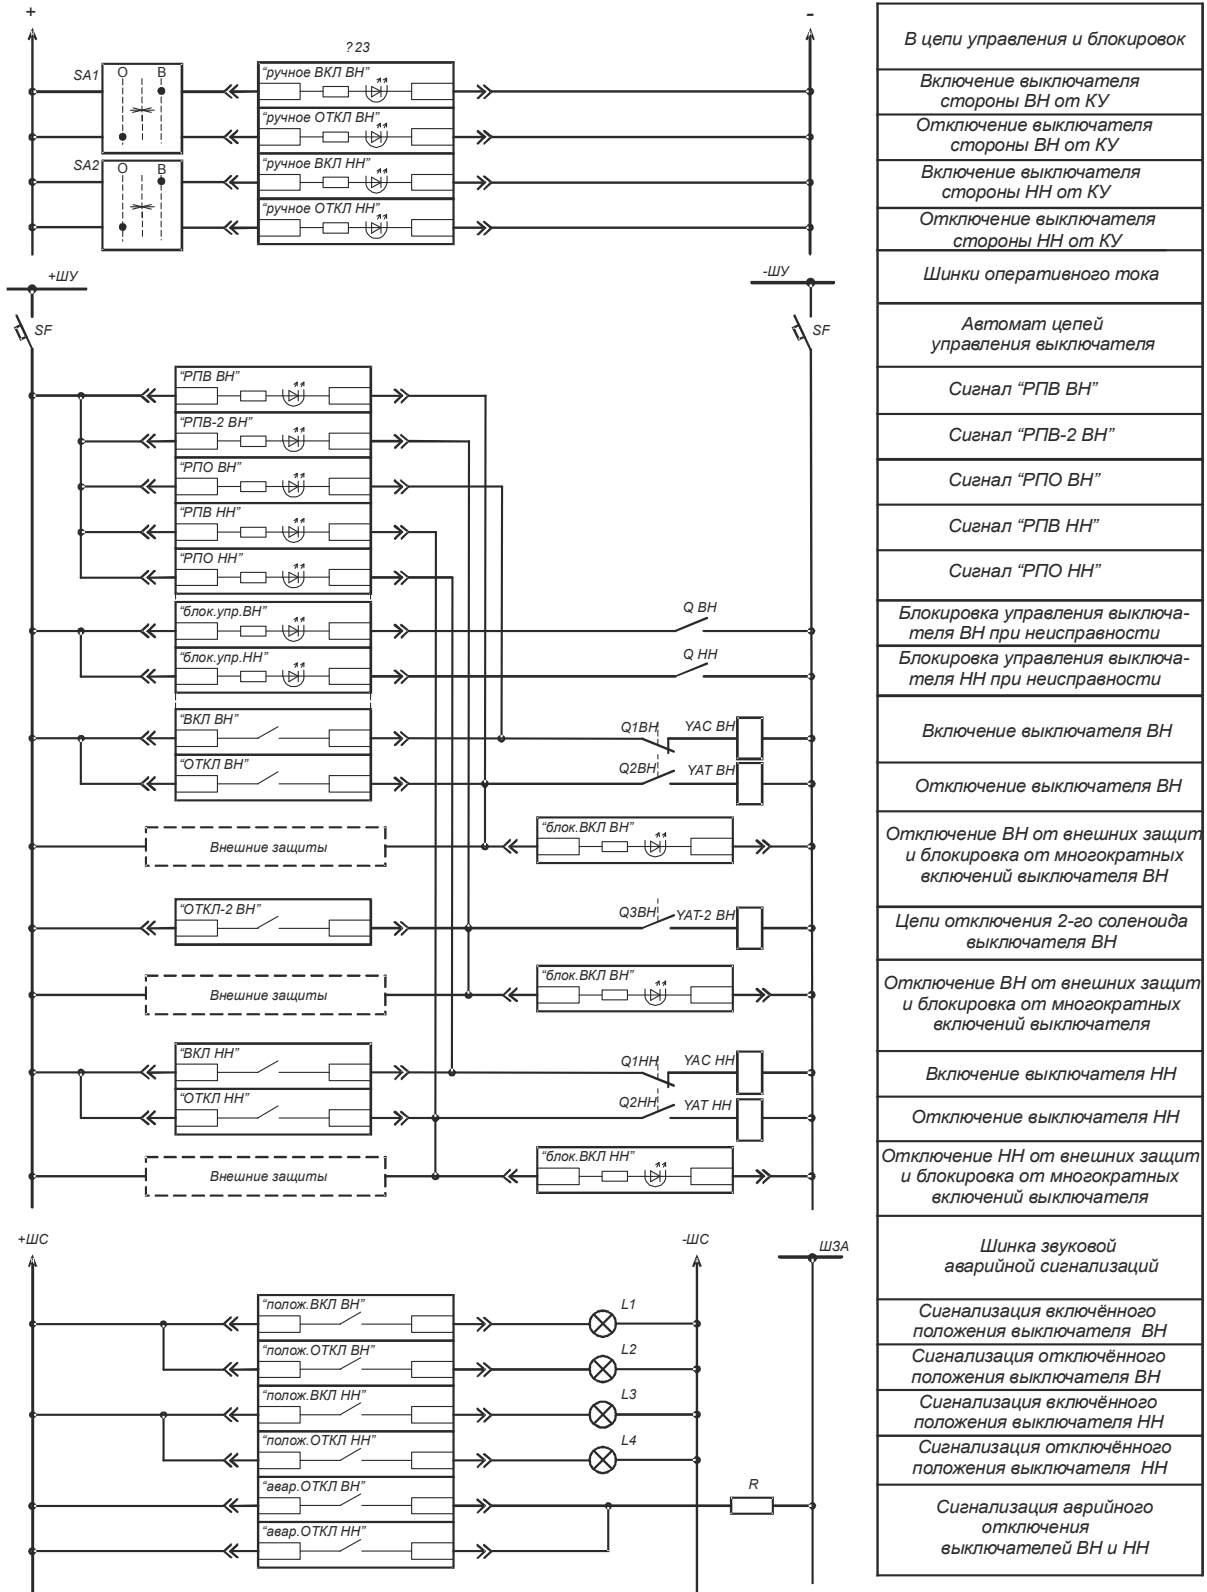 +
-
В цепи управления и блокировок
? 23
SA1
О
В
“ручное ВКЛ ВН”
Включение выключателя
стороны ВН от КУ
“ручное ОТКЛ ВН”
Отключение выключателя
стороны ВН от КУ
SA2
О
В
“ручное ВКЛ НН”
Включение выключателя
стороны НН от КУ
“ручное ОТКЛ НН”
Отключение выключателя
стороны НН от КУ
+ШУ
-ШУ
Шинки оперативного тока
SF
SF
Автомат цепей
управления выключателя
“РПВ ВН”
Сигнал “РПВ ВН”
“РПВ-2 ВН”
Сигнал “РПВ-2 ВН”
“РПО ВН”
Сигнал “РПО ВН”
“РПВ НН”
Сигнал “РПВ НН”
“РПО НН”
Сигнал “РПО НН”
“блок.упр.ВН”
Q ВН
Блокировка управления выключа-
теля ВН при неисправности
“блок.упр.НН”
Q НН
Блокировка управления выключа-
теля НН при неисправности
“ВКЛ ВН”
Q1ВН
YAC ВН
Включение выключателя ВН
“ОТКЛ ВН”
Q2ВН
YAT ВН
Отключение выключателя ВН
Внешние защиты
“блок.ВКЛ ВН”
Отключение ВН от внешних защит
и блокировка от многократных
включений выключателя ВН
“ОТКЛ-2 ВН”
Q3ВН
YAT-2 ВН
Цепи отключения 2-го соленоида
выключателя ВН
Внешние защиты
“блок.ВКЛ ВН”
Отключение ВН от внешних защит
и блокировка от многократных
включений выключателя
“ВКЛ НН”
Q1НН
YAC НН
Включение выключателя НН
“ОТКЛ НН”
Q2НН
YAT НН
Отключение выключателя НН
Внешние защиты
“блок.ВКЛ НН”
Отключение НН от внешних защит
и блокировка от многократных
включений выключателя
+ШС
-ШС
ШЗА
Шинка звуковой
аварийной сигнализаций
“полож.ВКЛ ВН”
L1
Сигнализация включённого
положения выключателя ВН
“полож.ОТКЛ ВН”
L2
Сигнализация отключённого
положения выключателя ВН
“полож.ВКЛ НН”
L3
Сигнализация включённого
положения выключателя НН
“полож.ОТКЛ НН”
L4
Сигнализация отключённого
положения выключателя НН
“авар.ОТКЛ ВН”
R
“авар.ОТКЛ НН”
Сигнализация аврийного
отключения
выключателей ВН и НН